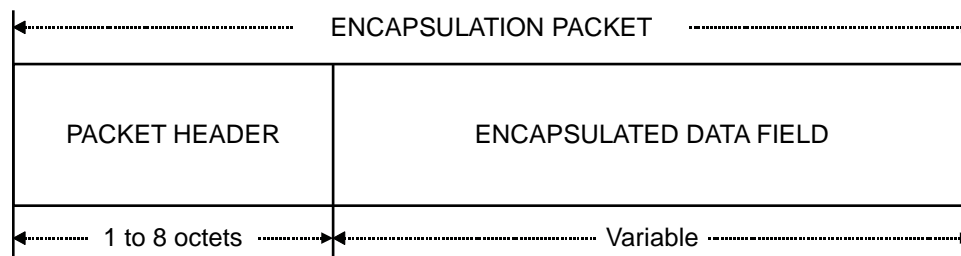 ENCAPSULATION PACKET
PACKET HEADER
ENCAPSULATED DATA FIELD
1 to 8 octets
Variable